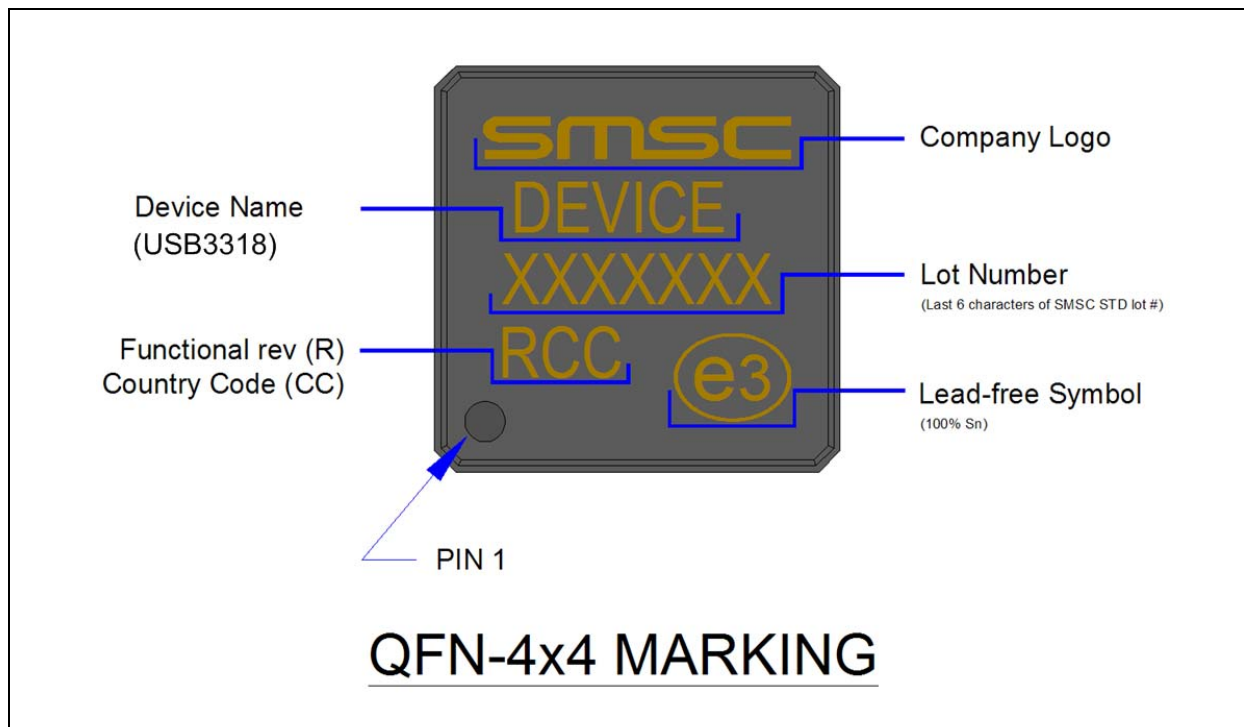 smsc
Company Logo
Device Name
(USB3318)
DEVICE
XXXXXXX
Lot Number
(Last 6 characters of SMSC STD lot #)
Functional rev (R)
Country Code (CC)
RCC
e3
Lead-free Symbol
(100% Sn)
PIN 1
QFN-4x4 MARKING